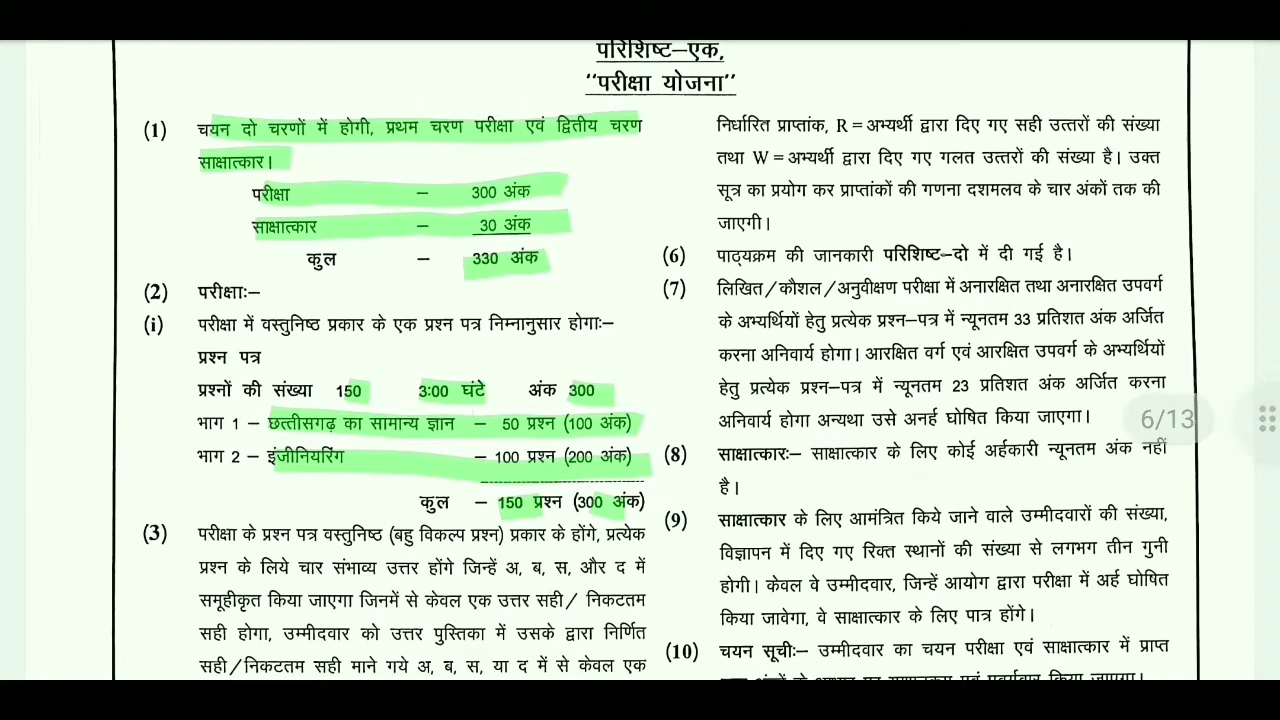 परिशिष्ट–एक,
“परीक्षा योजना”
(1) चयन दो चरणों में होगी, प्रथम चरण परीक्षा एवं द्वितीय चरण
साक्षात्कार।
परीक्षा – 300 अंक
साक्षात्कार – 30 अंक
कुल – 330 अंक
(2) परीक्षाः–
(i) परीक्षा में वस्तुनिष्ठ प्रकार के एक प्रश्न पत्र निम्नानुसार होगाः–
प्रश्न पत्र
प्रश्नों की संख्या 150 3:00 घंटे अंक 300
भाग 1 – छत्तीसगढ़ का सामान्य ज्ञान – 50 प्रश्न (100 अंक)
भाग 2 – इंजीनियरिंग – 100 प्रश्न (200 अंक)
कुल – 150 प्रश्न (300 अंक)
(3) परीक्षा के प्रश्न पत्र वस्तुनिष्ठ (बहु विकल्प प्रश्न) प्रकार के होंगे, प्रत्येक
प्रश्न के लिये चार संभाव्य उत्तर होंगे जिन्हें अ, ब, स, और द में
समूहीकृत किया जाएगा जिनमें से केवल एक उत्तर सही/ निकटतम
सही होगा, उम्मीदवार को उत्तर पुस्तिका में उसके द्वारा निर्णित
सही/निकटतम सही माने गये अ, ब, स, या द में से केवल एक
निर्धारित प्राप्तांक, R = अभ्यर्थी द्वारा दिए गए सही उत्तरों की संख्या
तथा W = अभ्यर्थी द्वारा दिए गए गलत उत्तरों की संख्या है। उक्त
सूत्र का प्रयोग कर प्राप्तांकों की गणना दशमलव के चार अंकों तक की
जाएगी।
(6) पाठ्यक्रम की जानकारी परिशिष्ट–दो में दी गई है।
(7) लिखित/कौशल/अनुवीक्षण परीक्षा में अनारक्षित तथा अनारक्षित उपवर्ग
के अभ्यर्थियों हेतु प्रत्येक प्रश्न–पत्र में न्यूनतम 33 प्रतिशत अंक अर्जित
करना अनिवार्य होगा। आरक्षित वर्ग एवं आरक्षित उपवर्ग के अभ्यर्थियों
हेतु प्रत्येक प्रश्न–पत्र में न्यूनतम 23 प्रतिशत अंक अर्जित करना
अनिवार्य होगा अन्यथा उसे अनर्ह घोषित किया जाएगा।
6/13
(8) साक्षात्कारः– साक्षात्कार के लिए कोई अर्हकारी न्यूनतम अंक नहीं
है।
(9) साक्षात्कार के लिए आमंत्रित किये जाने वाले उम्मीदवारों की संख्या,
विज्ञापन में दिए गए रिक्त स्थानों की संख्या से लगभग तीन गुनी
होगी। केवल वे उम्मीदवार, जिन्हें आयोग द्वारा परीक्षा में अर्ह घोषित
किया जावेगा, वे साक्षात्कार के लिए पात्र होंगे।
(10) चयन सूचीः– उम्मीदवार का चयन परीक्षा एवं साक्षात्कार में प्राप्त